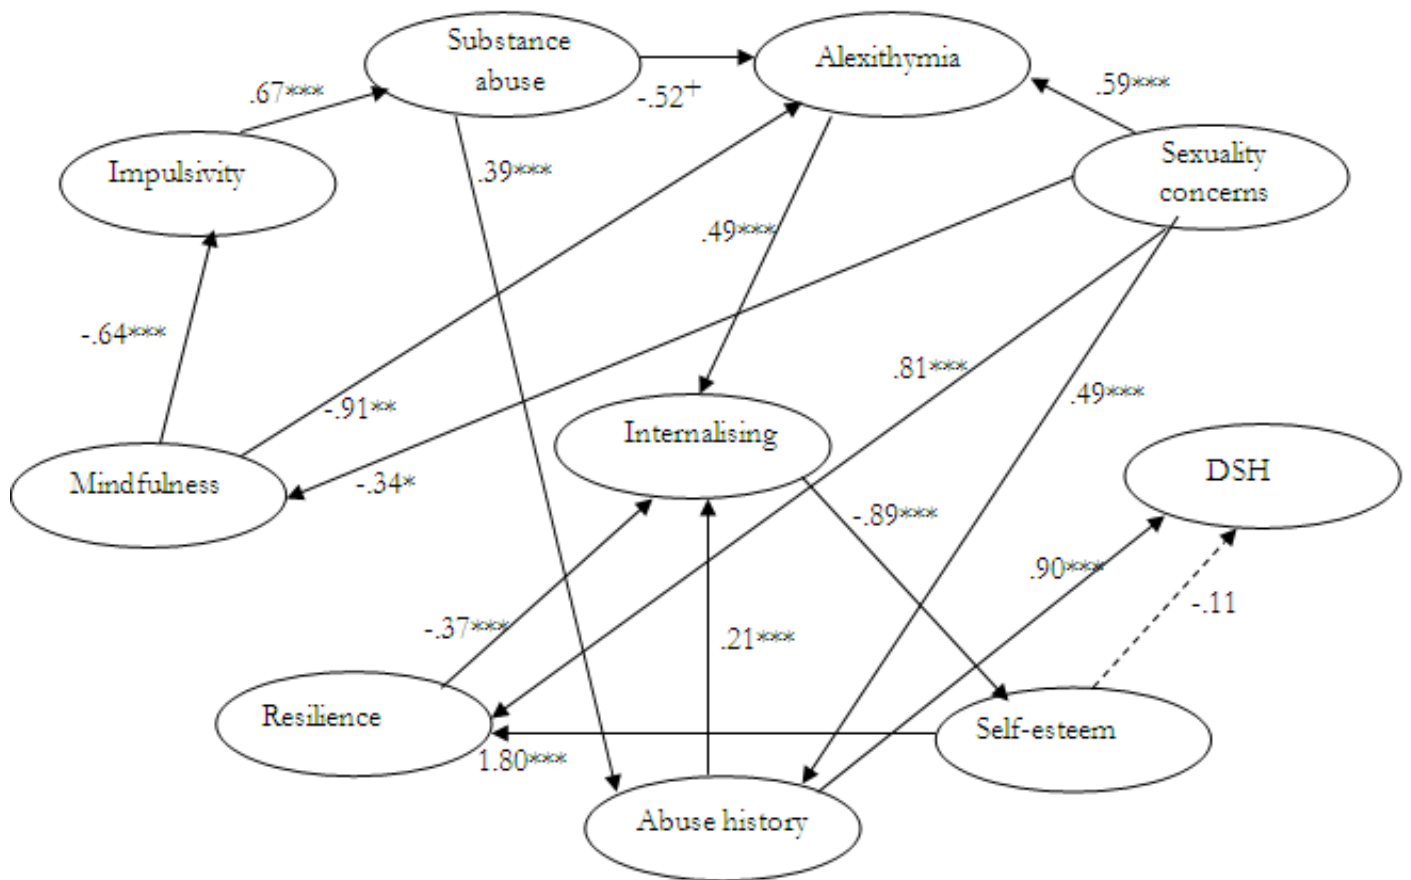 Substance
abuse
Alexithymia
.67***
-.52+
.59***
Impulsivity
.39***
Sexuality
concerns
.49***
-.64***
.81***
.49***
-.91**
Internalising
Mindfulness
-.34*
DSH
-.89***
.90***
-.11
-.37***
.21***
Resilience
Self-esteem
1.80***
Abuse history